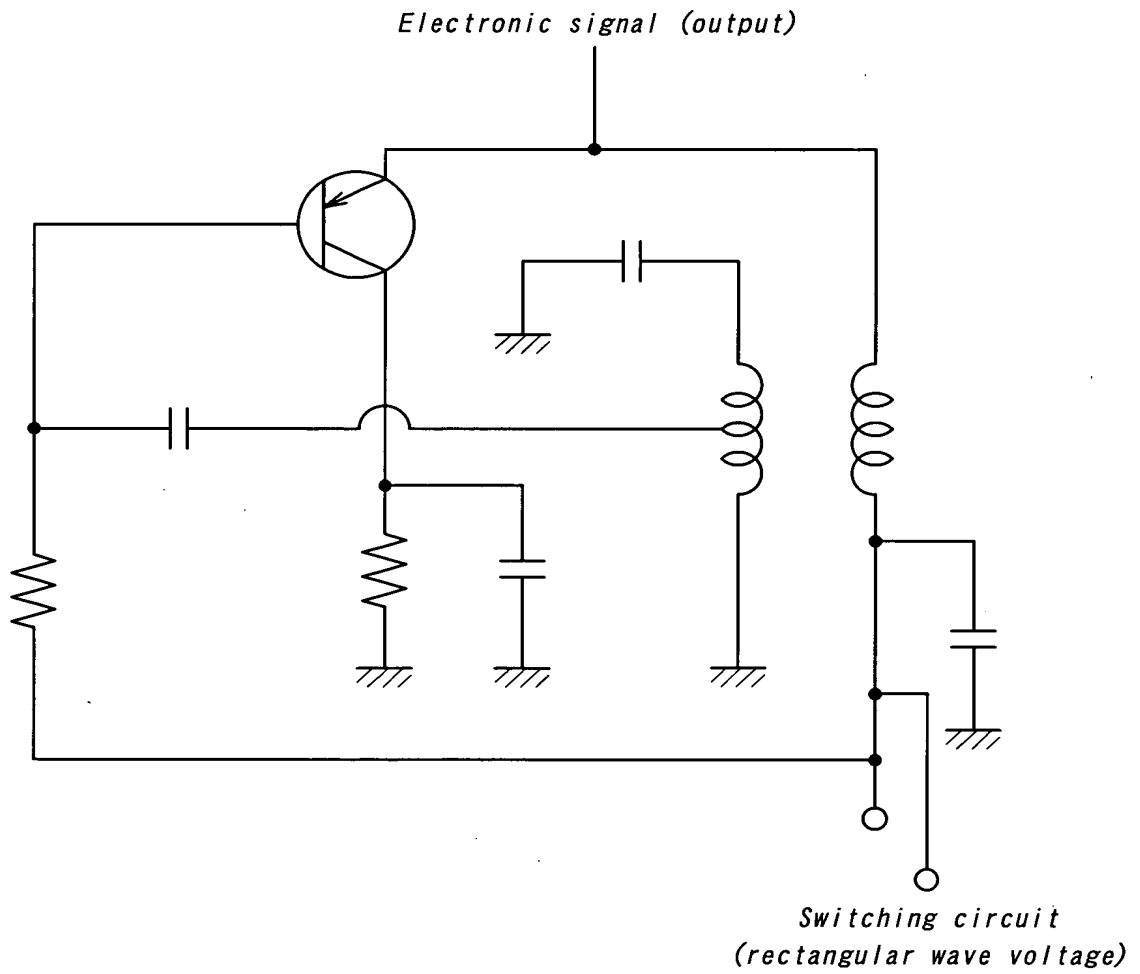 Electronic signal (output)
Switching circuit
(rectangular wave voltage)